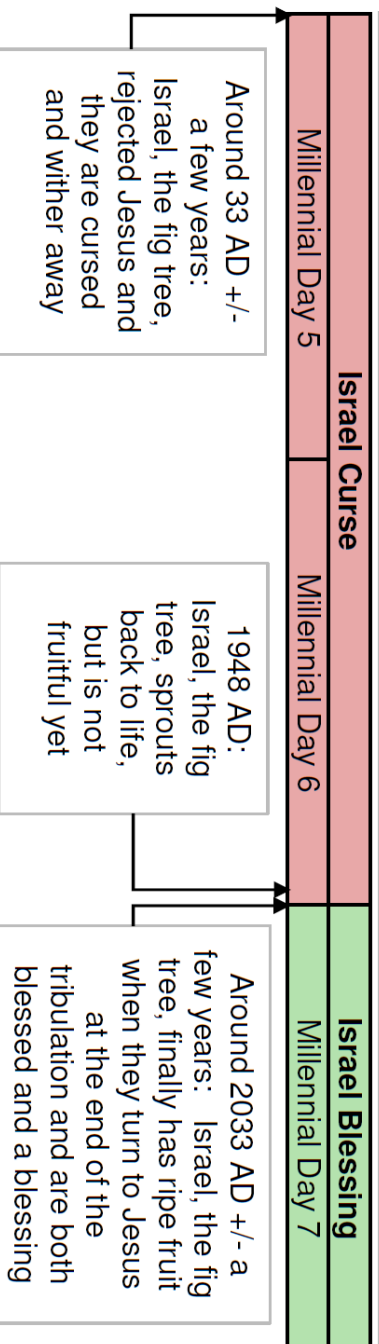 Israel Curse
Israel Blessing
Millennial Day 5
Millennial Day 6
Millennial Day 7
Around 33 AD +/-
a few years:
Israel, the fig tree,
rejected Jesus and
they are cursed
and wither away
1948 AD:
Israel, the fig
tree, sprouts
back to life,
but is not
fruitful yet
Around 2033 AD +/- a
few years: Israel, the fig
tree, finally has ripe fruit
when they turn to Jesus
at the end of the
tribulation and are both
blessed and a blessing